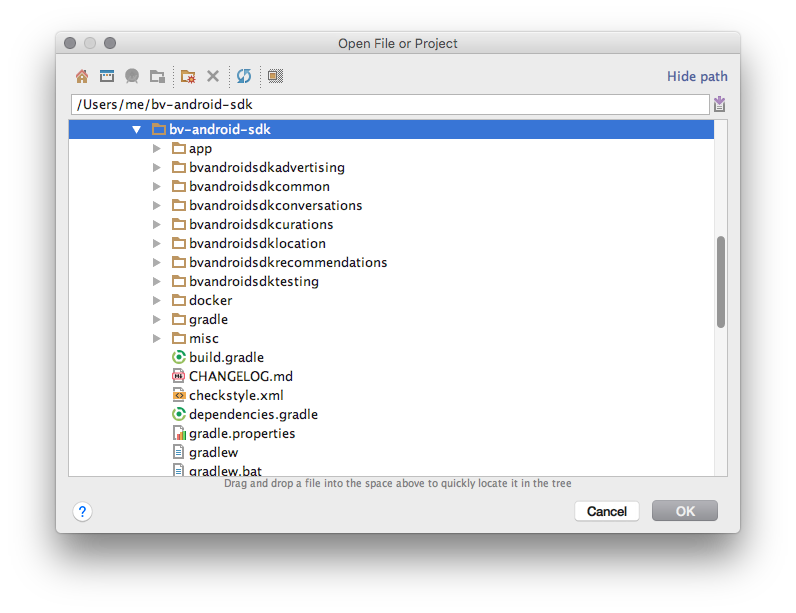 Open File or Project
Hide path
/Users/me/bv-android-sdk
bv-android-sdk
app
bvandroidsdkadvertising
bvandroidsdkcommon
bvandroidsdkconversations
bvandroidsdkcurations
bvandroidsdklocation
bvandroidsdkrecommendations
bvandroidsdktesting
docker
gradle
misc
build.gradle
CHANGELOG.md
checkstyle.xml
dependencies.gradle
gradle.properties
gradlew
gradlew.bat
Drag and drop a file into the space above to quickly locate it in the tree
?
Cancel
OK